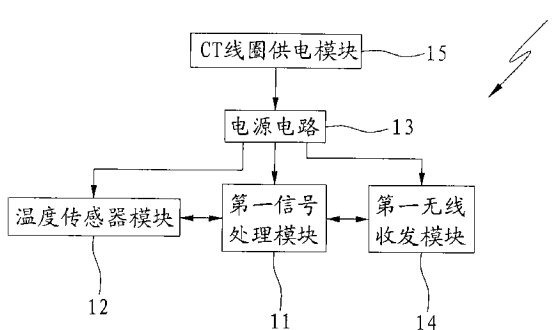 CT线圈供电模块
15
电源电路
13
温度传感器模块
第一信号
处理模块
第一无线
收发模块
12
11
14